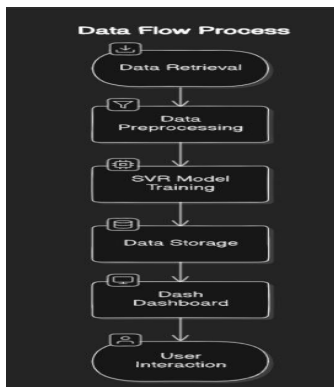 Data Flow Process
Data Retrieval
Data
Preprocessing
SVR Model
Training
Data Storage
Dash
Dashboard
User
Interaction